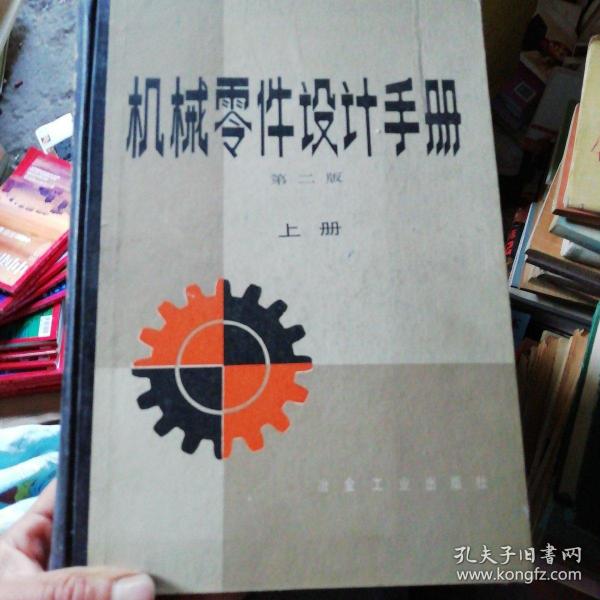 机械零件设计手册
第二版
上册
冶金工业出版社
孔夫子旧书网
www.kongfz.com